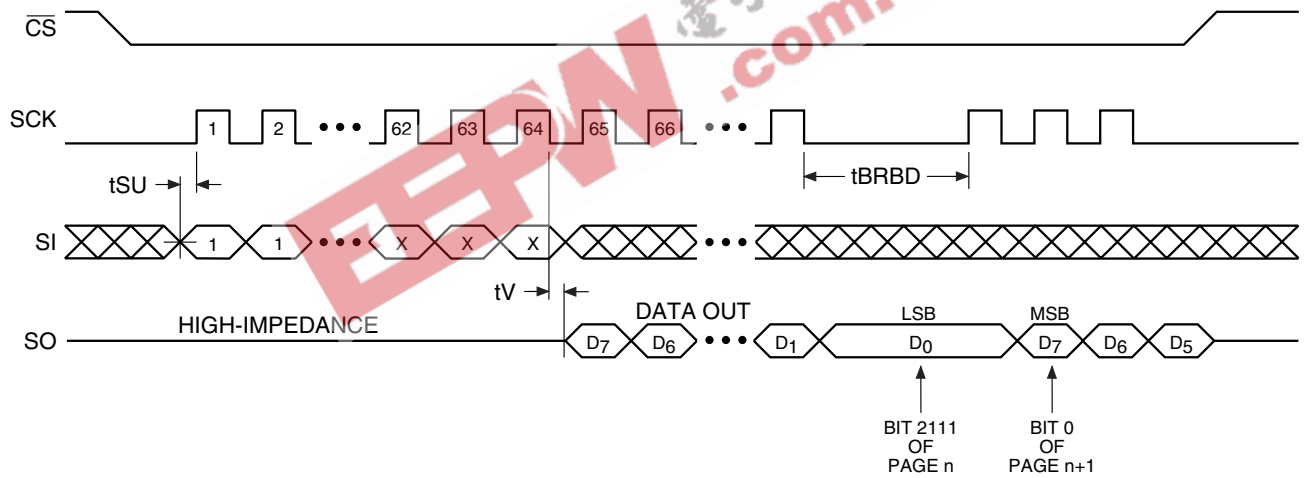 CS
SCK
1 2 ••• 62 63 64 65 66 •••
tSU
tBRBD
SI
1 1 ••• X X X •••
tV
HIGH-IMPEDANCE
DATA OUT
LSB
MSB
SO
D7 D6 ••• D1 D0 D7 D6 D5
BIT 2111
OF
PAGE n
BIT 0
OF
PAGE n+1
EEPW
.com